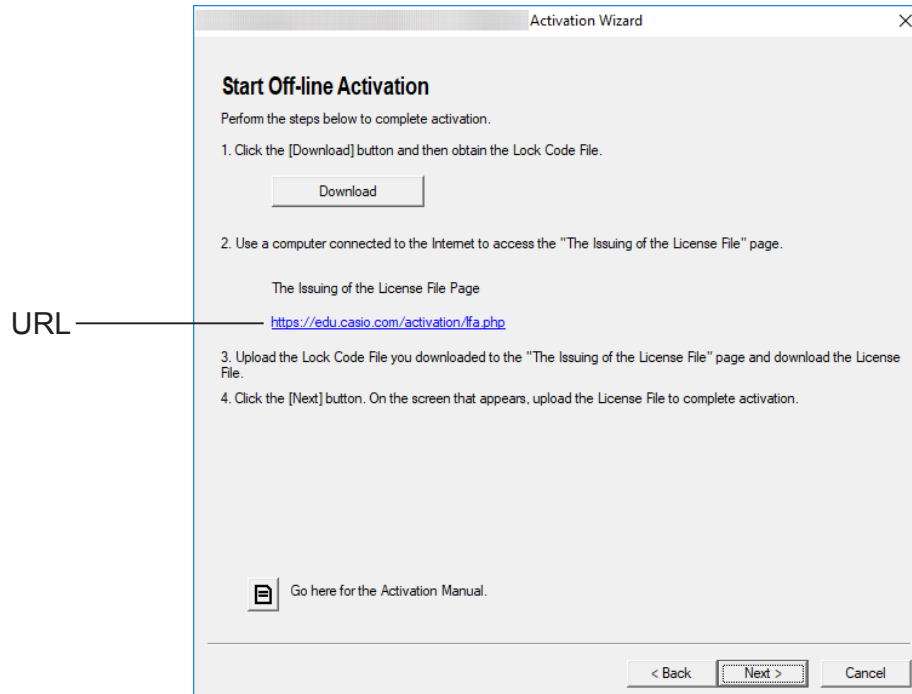 Activation Wizard
Start Off-line Activation
Perform the steps below to complete activation.
1. Click the [Download] button and then obtain the Lock Code File.
Download
2. Use a computer connected to the Internet to access the "The Issuing of the License File" page.
The Issuing of the License File Page
URL
https://edu.casio.com/activation/lfa.php
3. Upload the Lock Code File you downloaded to the "The Issuing of the License File" page and download the License
File.
4. Click the [Next] button. On the screen that appears, upload the License File to complete activation.
Go here for the Activation Manual.
< Back
Next >
Cancel